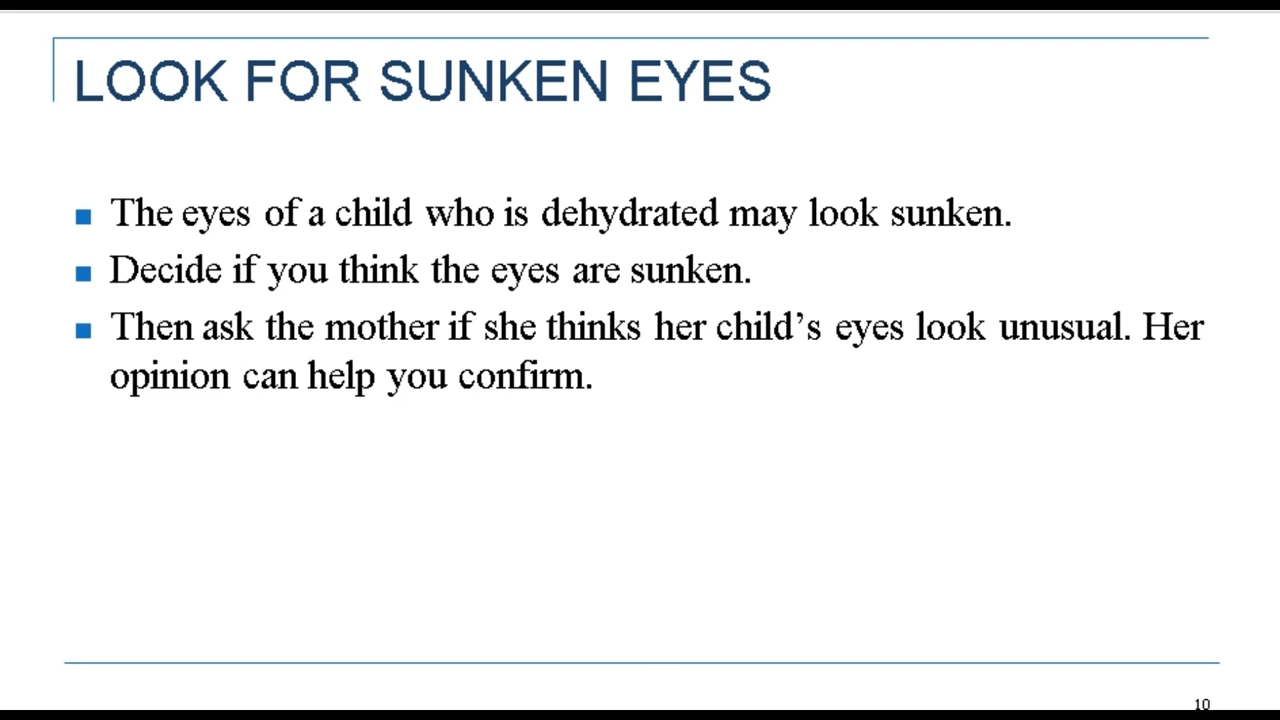 LOOK FOR SUNKEN EYES
The eyes of a child who is dehydrated may look sunken.
Decide if you think the eyes are sunken.
Then ask the mother if she thinks her child’s eyes look unusual. Her
opinion can help you confirm.
10